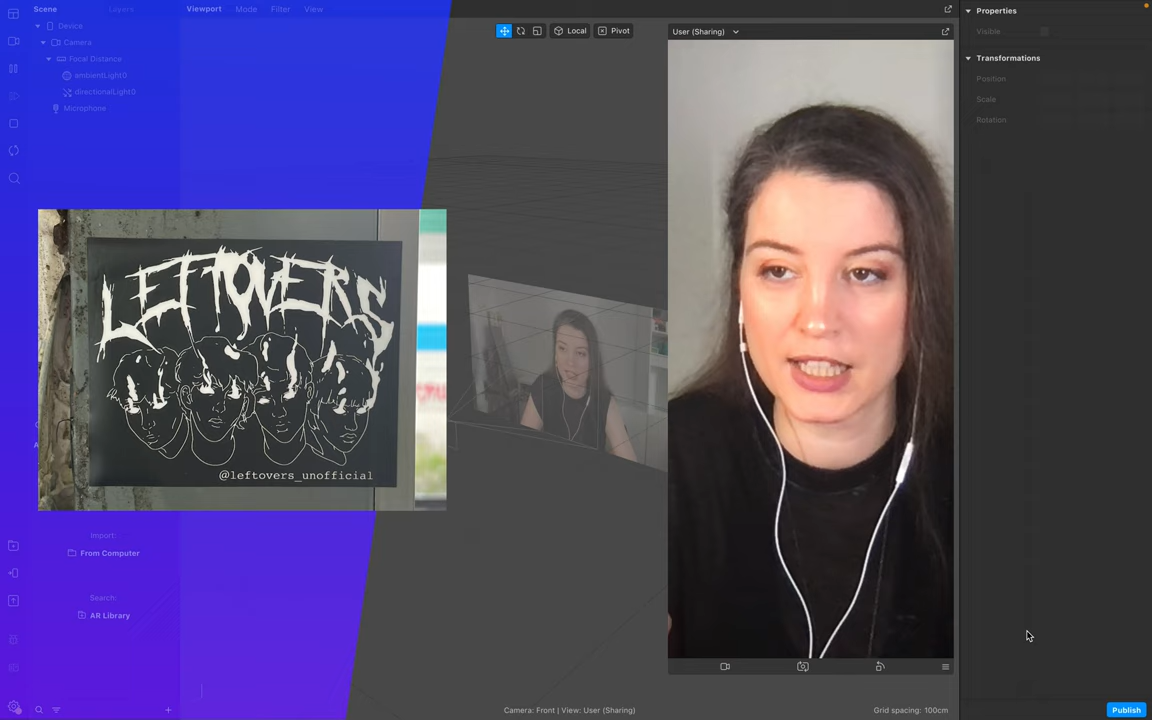 Scene
Layers
Viewport
Mode
Filter
View
Properties
Device
Camera
Focal Distance
ambientLight0
directionalLight0
Microphone
Local
Pivot
User (Sharing)
Visible
Transformations
Position
Scale
Rotation
LEFTOVERS
@leftovers_unofficial
Import:
From Computer
Search:
AR Library
Camera: Front | View: User (Sharing)
Grid spacing: 100cm
Publish